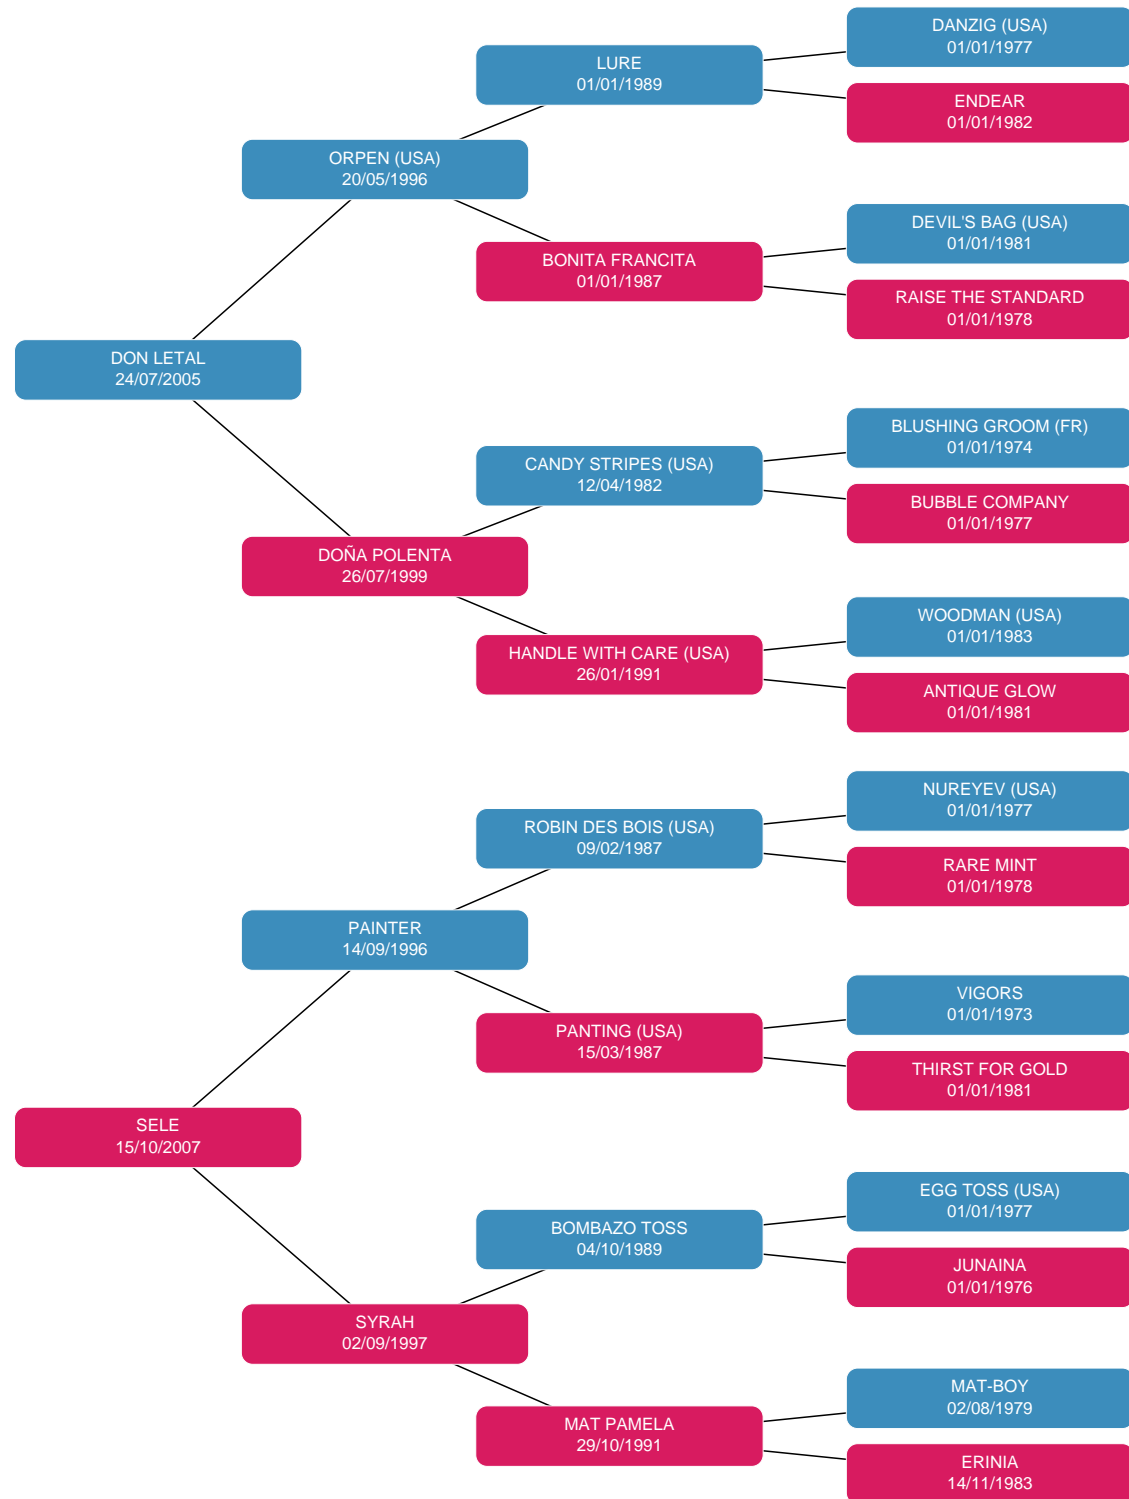 DANZIG (USA)
01/01/1977
LURE
01/01/1989
ENDEAR
01/01/1982
ORPEN (USA)
20/05/1996
DEVIL'S BAG (USA)
01/01/1981
BONITA FRANCITA
01/01/1987
RAISE THE STANDARD
01/01/1978
DON LETAL
24/07/2005
BLUSHING GROOM (FR)
01/01/1974
CANDY STRIPES (USA)
12/04/1982
BUBBLE COMPANY
01/01/1977
DOÑA POLENTA
26/07/1999
WOODMAN (USA)
01/01/1983
HANDLE WITH CARE (USA)
26/01/1991
ANTIQUE GLOW
01/01/1981
NUREYEV (USA)
01/01/1977
ROBIN DES BOIS (USA)
09/02/1987
RARE MINT
01/01/1978
PAINTER
14/09/1996
VIGORS
01/01/1973
PANTING (USA)
15/03/1987
THIRST FOR GOLD
01/01/1981
SELE
15/10/2007
EGG TOSS (USA)
01/01/1977
BOMBAZO TOSS
04/10/1989
JUNAINA
01/01/1976
SYRAH
02/09/1997
MAT-BOY
02/08/1979
MAT PAMELA
29/10/1991
ERINIA
14/11/1983